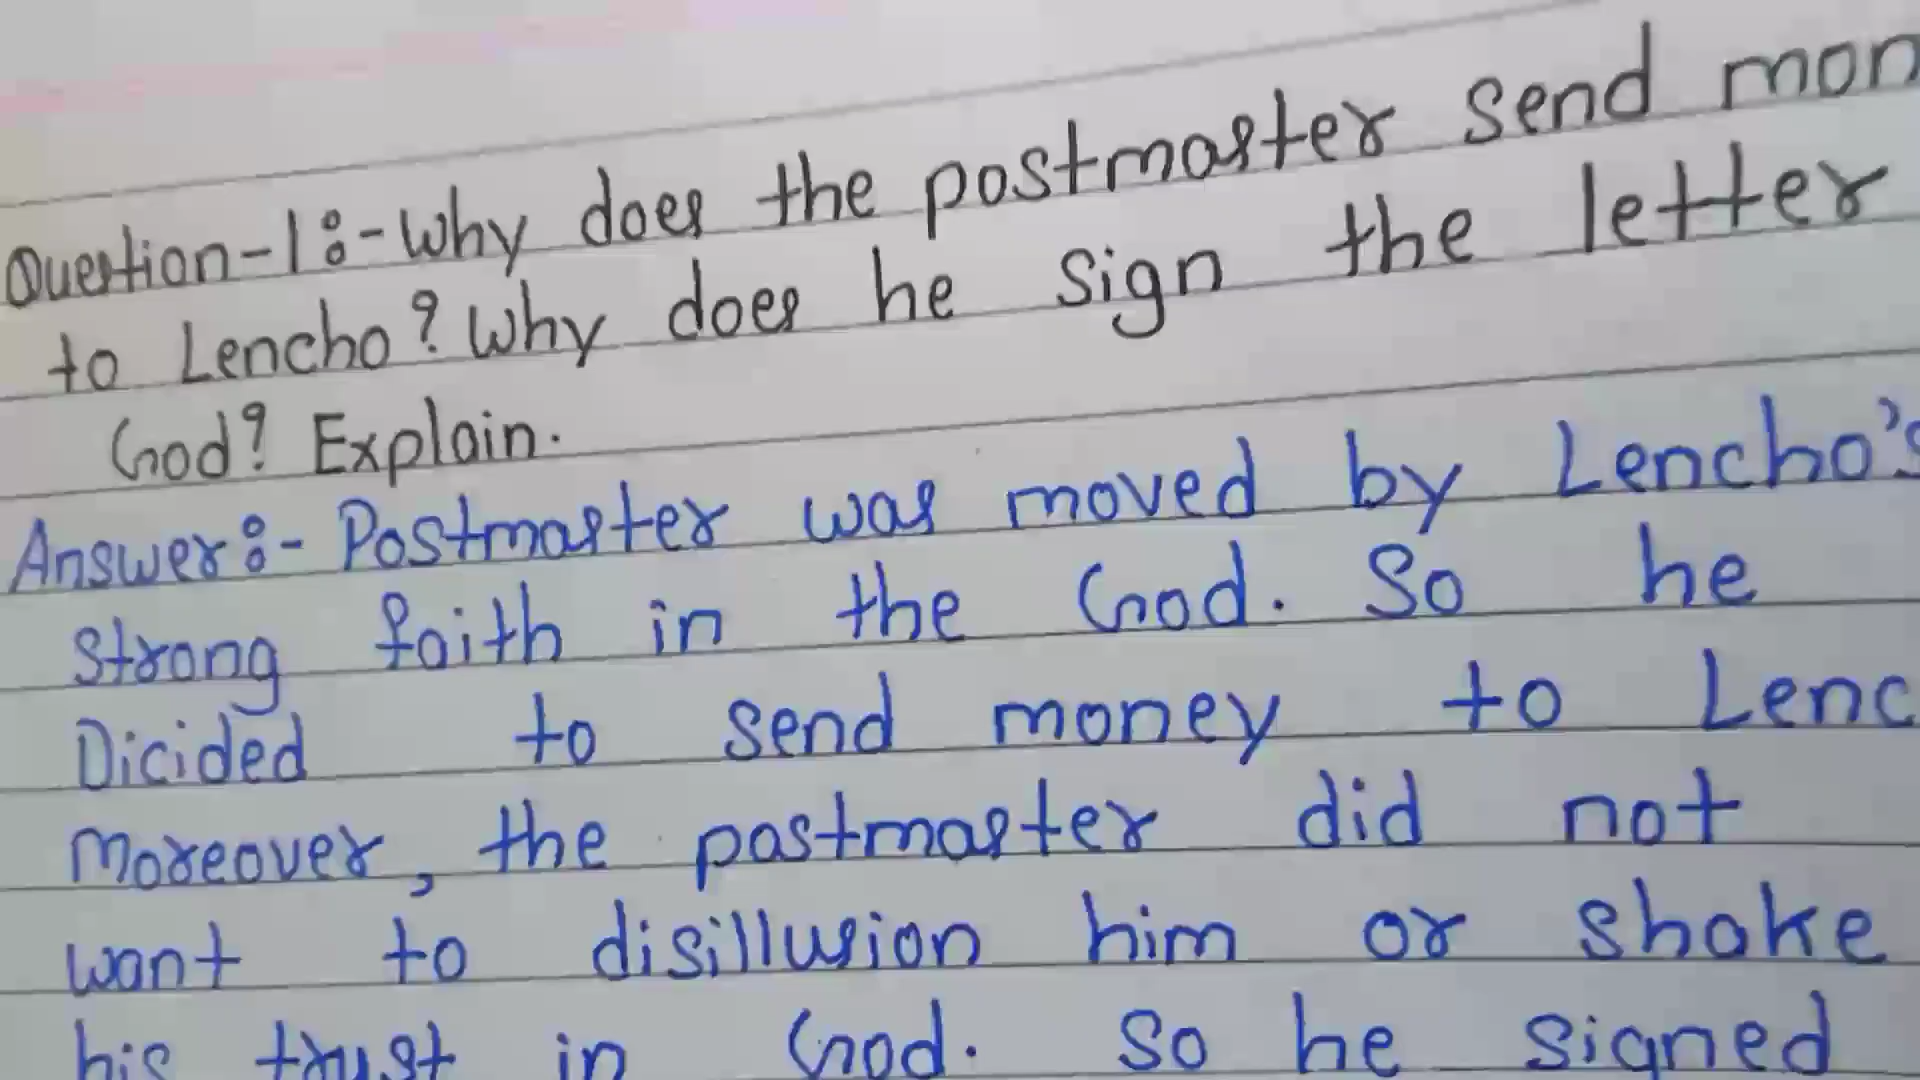 Question-1:-Why does the postmaster send mon
to Lencho? Why does he sign the letter
God? Explain.
Answer:- Postmaster was moved by Lencho's
strong faith in the God. So he
Dicided to send money to Lenc
Moreover, the postmaster did not
want to disillusion him or shake
his trust in God. So he signed